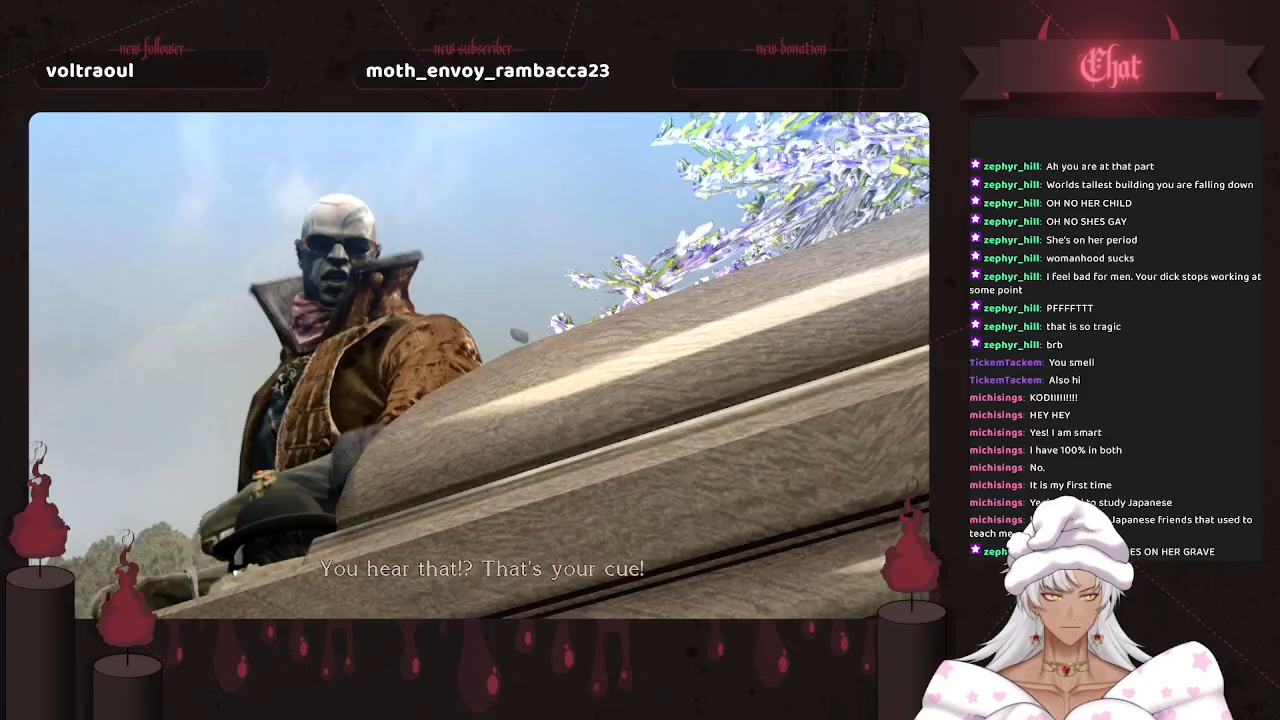 new follower
new subscriber
new donation
voltraoul
moth_envoy_rambacca23
Chat
zephyr_hill: Ah you are at that part
zephyr_hill: Worlds tallest building you are falling down
zephyr_hill: OH NO HER CHILD
zephyr_hill: OH NO SHES GAY
zephyr_hill: She's on her period
zephyr_hill: womanhood sucks
zephyr_hill: I feel bad for men. Your dick stops working at
some point
zephyr_hill: PFFFFTTT
zephyr_hill: that is so tragic
zephyr_hill: brb
TickemTackem: You smell
TickemTackem: Also hi
michisings: KODIIIII!!!!
michisings: HEY HEY
michisings: Yes! I am smart
michisings: I have 100% in both
michisings: No.
michisings: It is my first time
michisings: to study Japanese
michisings: Japanese friends that used to
teach me
ES ON HER GRAVE
You hear that!? That's your cue!